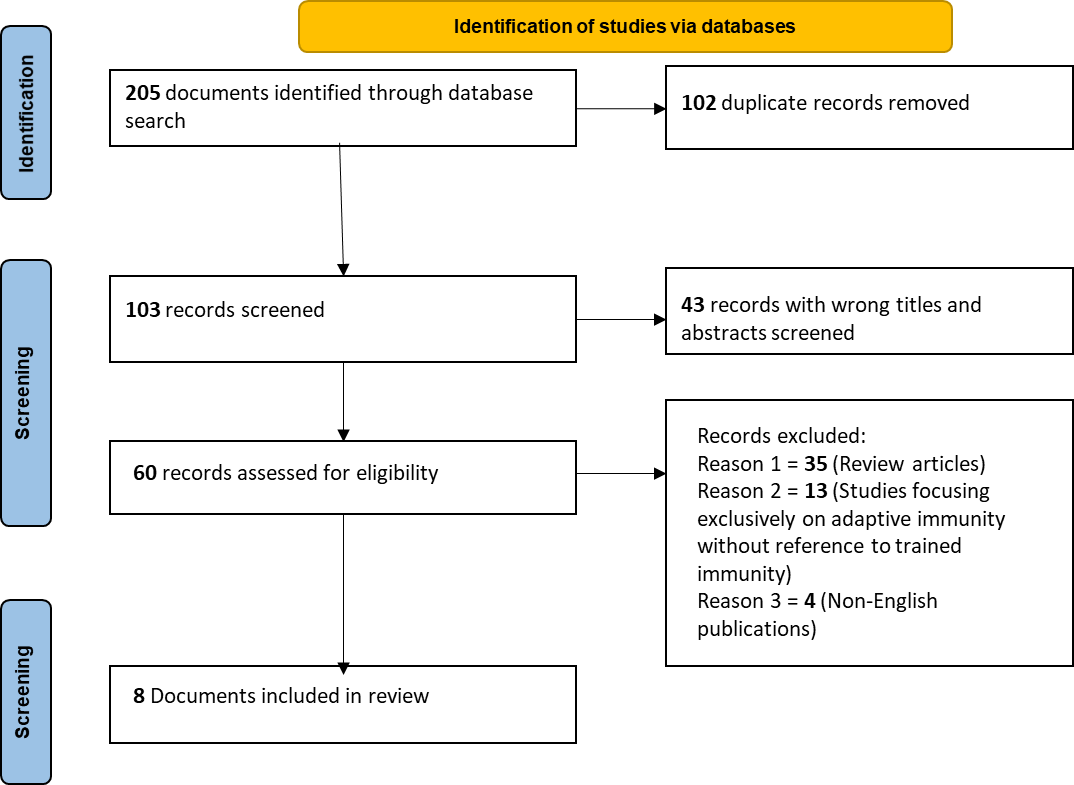 Identification of studies via databases
Identification
205 documents identified through database
search
102 duplicate records removed
Screening
103 records screened
43 records with wrong titles and
abstracts screened
60 records assessed for eligibility
Records excluded:
Reason 1 = 35 (Review articles)
Reason 2 = 13 (Studies focusing
exclusively on adaptive immunity
without reference to trained
immunity)
Reason 3 = 4 (Non-English
publications)
Screening
8 Documents included in review